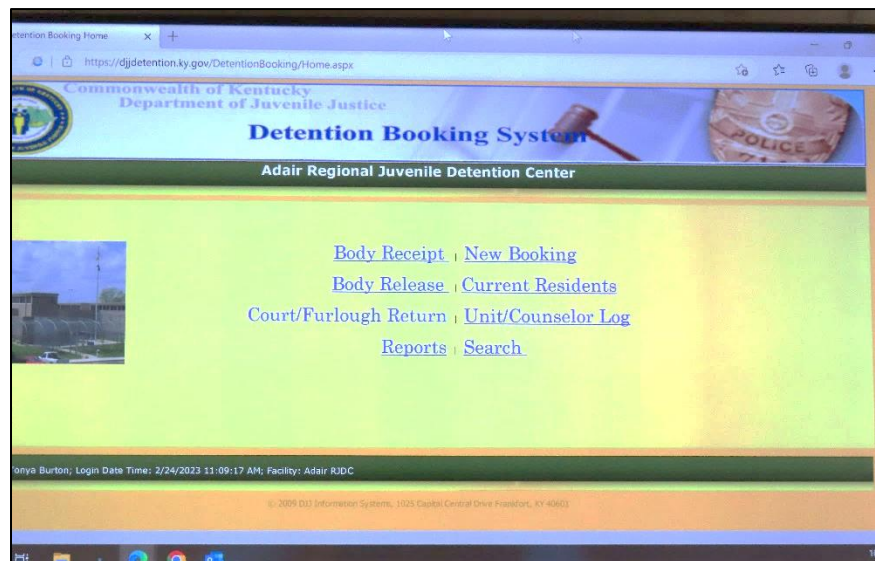 etention Booking Home
https://djjdetention.ky.gov/DetentionBooking/Home.aspx
Commonwealth of Kentucky
Department of Juvenile Justice
Detention Booking System
POLICE
Adair Regional Juvenile Detention Center
Body Receipt | New Booking
Body Release | Current Residents
Court/Furlough Return | Unit/Counselor Log
Reports | Search
onya Burton; Login Date Time: 2/24/2023 11:09:17 AM; Facility: Adair RJDC
© 2009 DJJ Information Systems, 1025 Capital Central Drive Frankfort, KY 40601